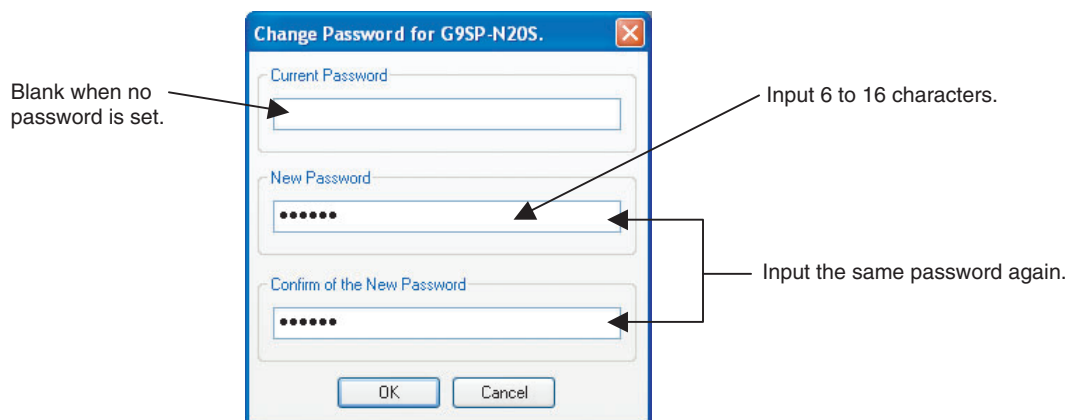 Change Password for G9SP-N20S.
Current Password
Blank when no
password is set.
Input 6 to 16 characters.
New Password
••••••
Input the same password again.
Confirm of the New Password
••••••
OK
Cancel